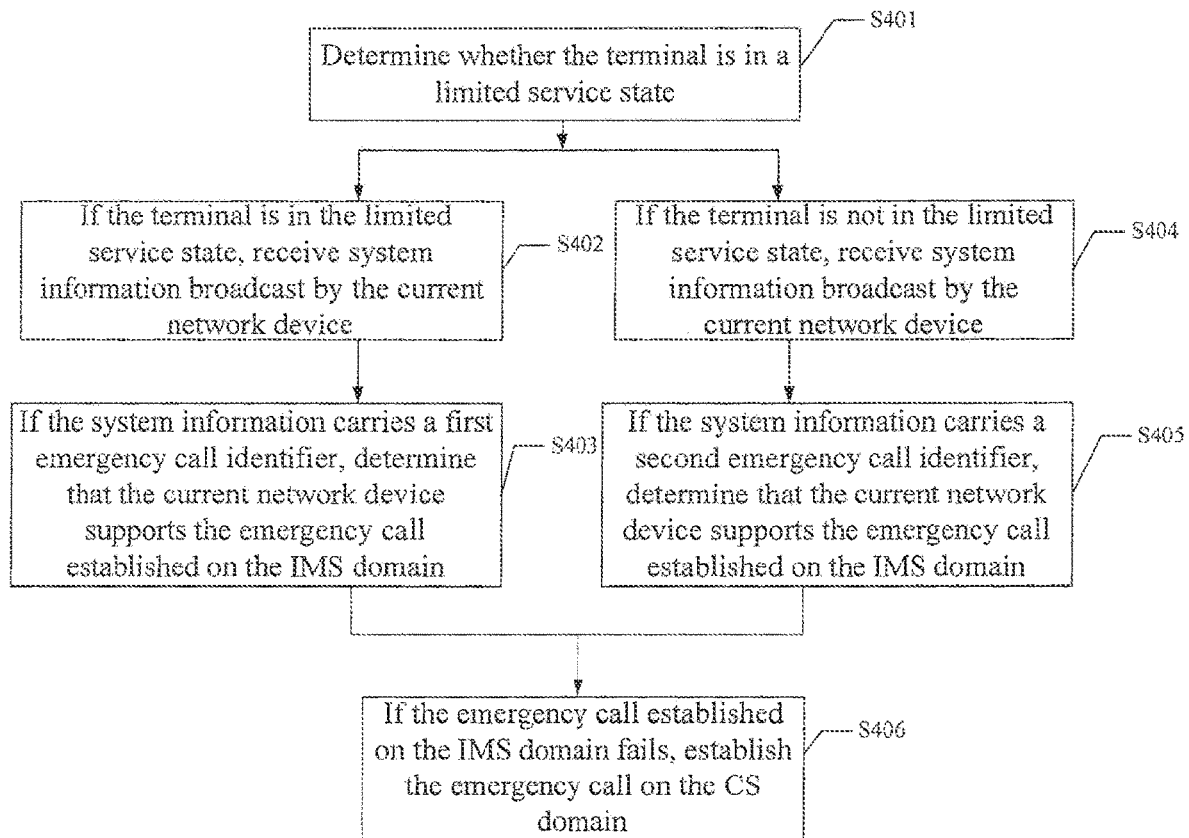 S401
Determine whether the terminal is in a
limited service state
If the terminal is in the limited
service state, receive system
information broadcast by the current
network device
S402
If the terminal is not in the limited
service state, receive system
information broadcast by the
current network device
S404
If the system information carries a first
emergency call identifier, determine
that the current network device
supports the emergency call
established on the IMS domain
S403
If the system information carries a
second emergency call identifier,
determine that the current network
device supports the emergency call
established on the IMS domain
S405
If the emergency call established
on the IMS domain fails, establish
the emergency call on the CS
domain
S406